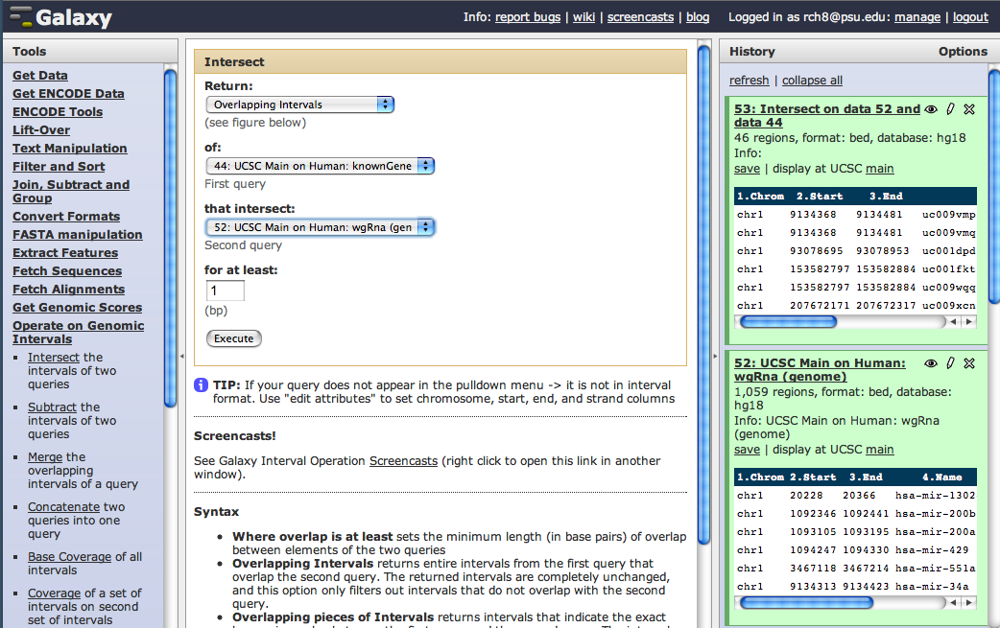 Galaxy
Info: report bugs | wiki | screencasts | blog Logged in as rch8@psu.edu: manage | logout
Tools
Get Data
Get ENCODE Data
ENCODE Tools
Lift-Over
Text Manipulation
Filter and Sort
Join, Subtract and
Group
Convert Formats
FASTA manipulation
Extract Features
Fetch Sequences
Fetch Alignments
Get Genomic Scores
Operate on Genomic
Intervals
Intersect the
intervals of two
queries
Subtract the
intervals of two
queries
Merge the
overlapping
intervals of a query
Concatenate two
queries into one
query
Base Coverage of all
intervals
Coverage of a set of
intervals on second
set of intervals
Intersect
Return:
Overlapping Intervals
(see figure below)
of:
44: UCSC Main on Human: knownGene
First query
that intersect:
52: UCSC Main on Human: wgRna (gen
Second query
for at least:
1
(bp)
Execute
TIP: If your query does not appear in the pulldown menu -> it is not in interval
format. Use "edit attributes" to set chromosome, start, end, and strand columns
Screencasts!
See Galaxy Interval Operation Screencasts (right click to open this link in another
window).
Syntax
• Where overlap is at least sets the minimum length (in base pairs) of overlap
between elements of the two queries
• Overlapping Intervals returns entire intervals from the first query that
overlap the second query. The returned intervals are completely unchanged,
and this option only filters out intervals that do not overlap with the second
query.
• Overlapping pieces of Intervals returns intervals that indicate the exact
History Options
refresh | collapse all
53: Intersect on data 52 and
data 44
46 regions, format: bed, database: hg18
Info:
save | display at UCSC main
1.Chrom 2.Start 3.End
chr1 9134368 9134481 uc009vmp
chr1 9134368 9134481 uc009vmq
chr1 93078695 93078953 uc001dpd
chr1 153582797 153582884 uc001fkt
chr1 153582797 153582884 uc009wqq
chr1 207672171 207672317 uc009xcn
52: UCSC Main on Human:
wgRna (genome)
1,059 regions, format: bed, database:
hg18
Info: UCSC Main on Human: wgRna
(genome)
save | display at UCSC main
1.Chrom 2.Start 3.End 4.Name
chr1 20228 20366 hsa-mir-1302
chr1 1092346 1092441 hsa-mir-200b
chr1 1093105 1093195 hsa-mir-200a
chr1 1094247 1094330 hsa-mir-429
chr1 3467118 3467214 hsa-mir-551a
chr1 9134313 9134423 hsa-mir-34a